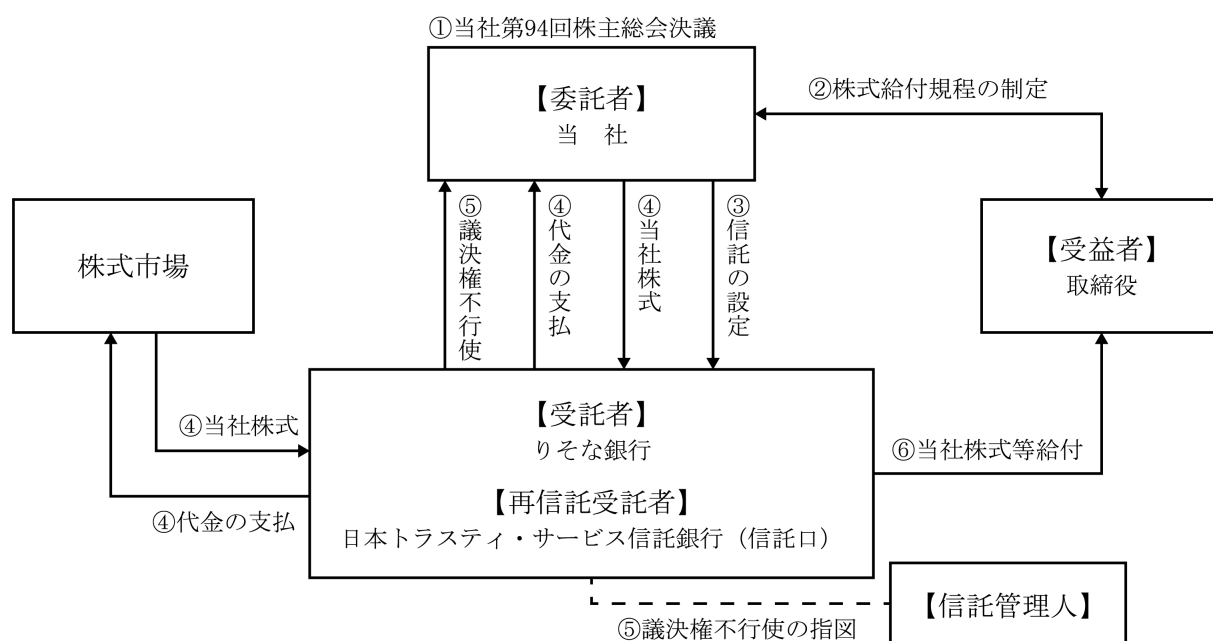 ①当社第94回株主総会決議
【委託者】
当　社
②株式給付規程の制定
⑤議決権不行使
④代金の支払
④当社株式
③信託の設定
株式市場
【受益者】
取締役
④当社株式
④代金の支払
【受託者】
りそな銀行
【再信託受託者】
日本トラスティ・サービス信託銀行（信託口）
⑥当社株式等給付
【信託管理人】
⑤議決権不行使の指図